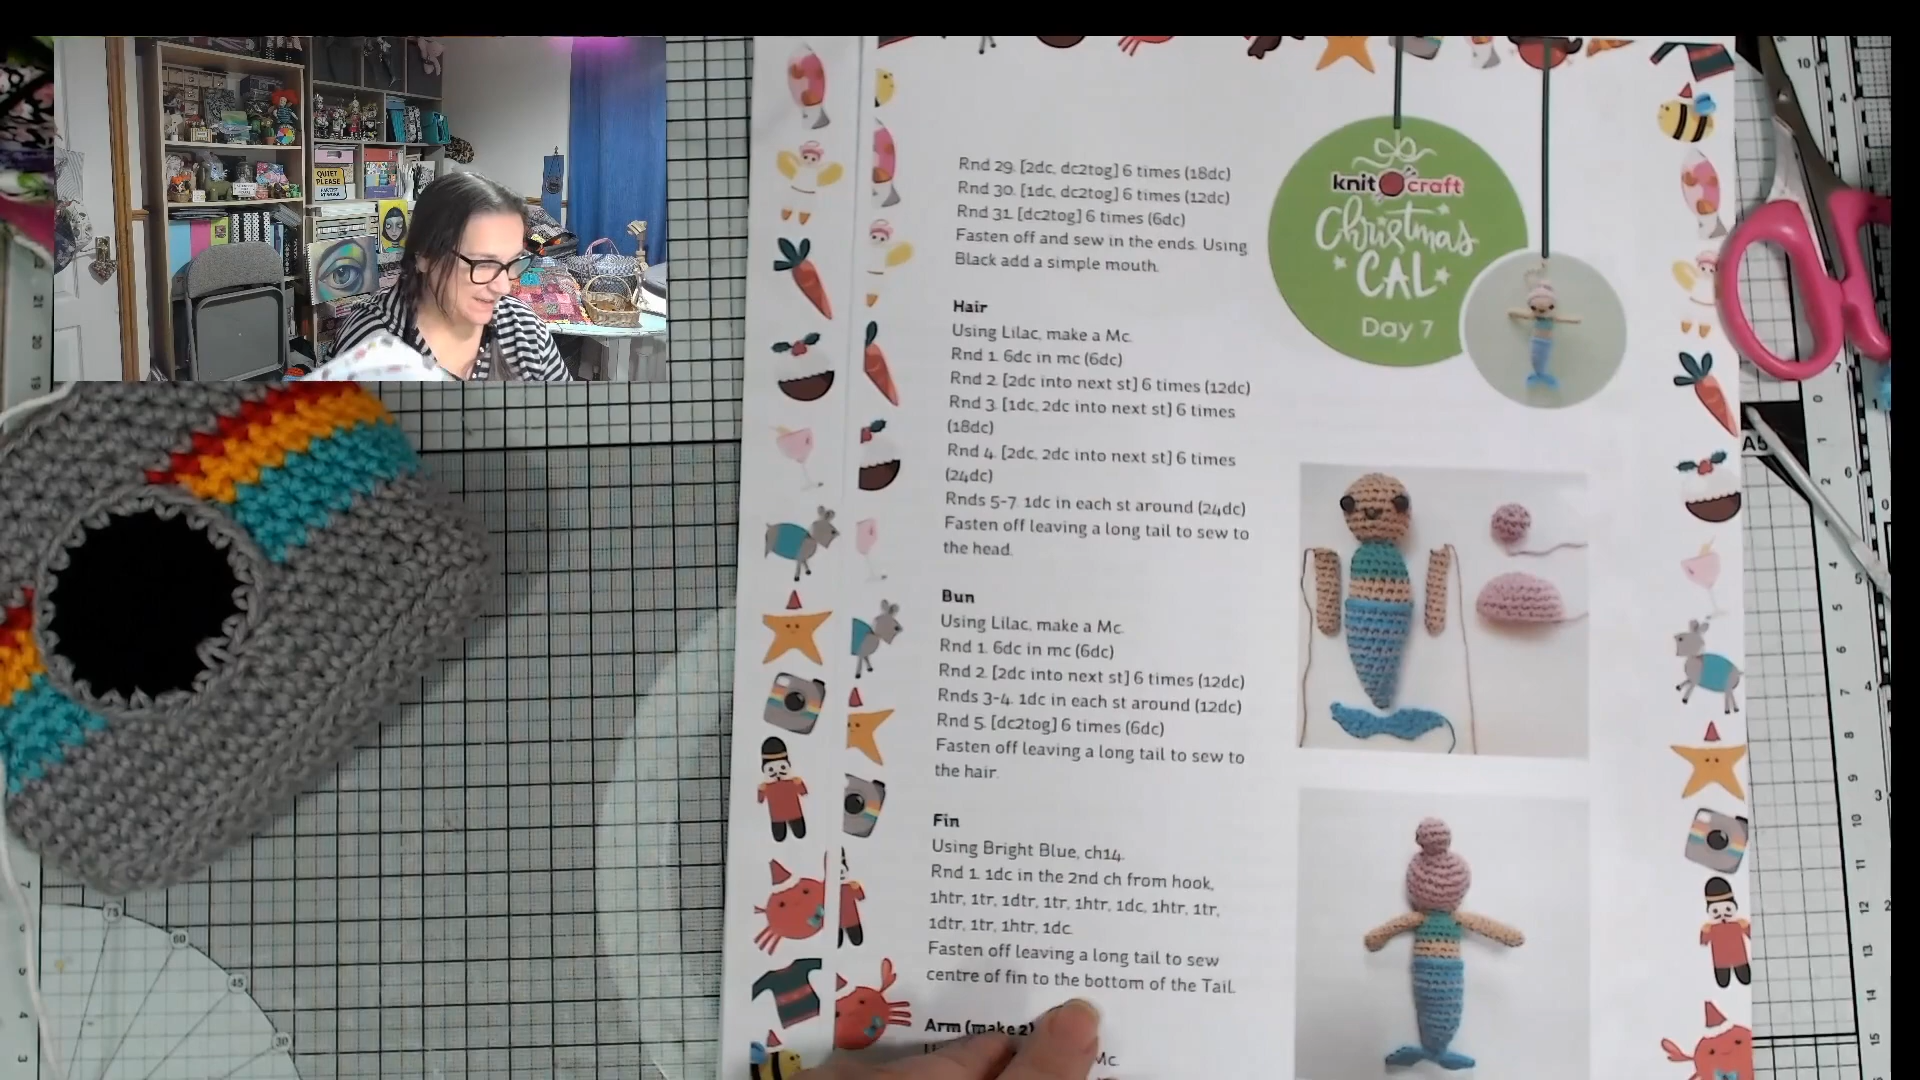 QUIET
PLEASE
Rnd 29. [2dc, dc2tog] 6 times (18dc)
Rnd 30. [1dc, dc2tog] 6 times (12dc)
Rnd 31. [dc2tog] 6 times (6dc)
Fasten off and sew in the ends. Using
Black add a simple mouth.
Hair
Using Lilac, make a Mc.
Rnd 1. 6dc in mc (6dc)
Rnd 2. [2dc into next st] 6 times (12dc)
Rnd 3. [1dc, 2dc into next st] 6 times
(18dc)
Rnd 4. [2dc, 2dc into next st] 6 times
(24dc)
Rnds 5-7. 1dc in each st around (24dc)
Fasten off leaving a long tail to sew to
the head.
Bun
Using Lilac, make a Mc.
Rnd 1. 6dc in mc (6dc)
Rnd 2. [2dc into next st] 6 times (12dc)
Rnds 3-4. 1dc in each st around (12dc)
Rnd 5. [dc2tog] 6 times (6dc)
Fasten off leaving a long tail to sew to
the hair.
Fin
Using Bright Blue, ch14.
Rnd 1. 1dc in the 2nd ch from hook,
1htr, 1tr, 1dtr, 1tr, 1htr, 1dc, 1htr, 1tr,
1dtr, 1tr, 1htr, 1dc.
Fasten off leaving a long tail to sew
centre of fin to the bottom of the Tail.
Arm (make 2)
Mc.
knit craft
Christmas
CAL
Day 7
A5
75
60
45
30